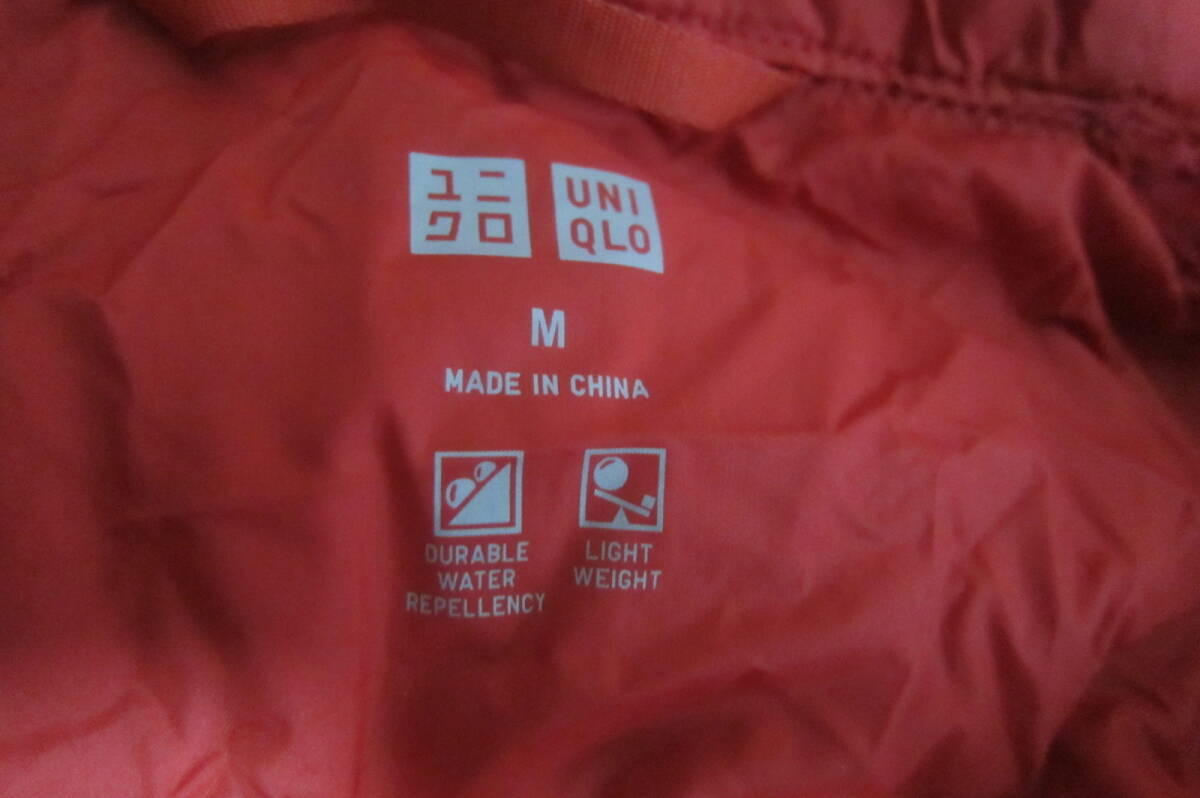 ユニ
クロ
UNI
QLO
M
MADE IN CHINA
DURABLE
WATER
REPELLENCY
LIGHT
WEIGHT